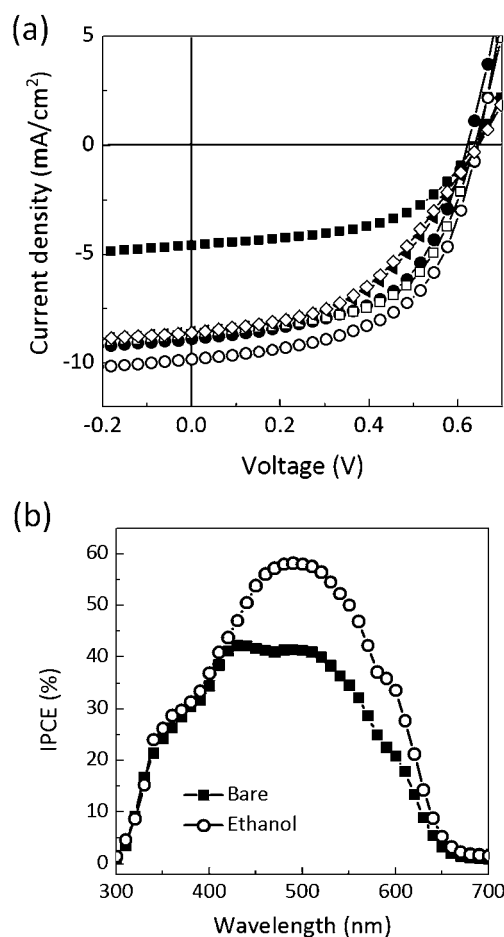 (a)
5
0
-5
-10
-0.2
0.0
0.2
0.4
0.6
Current density (mA/cm²)
Voltage (V)
(b)
60
50
40
30
20
10
0
300
400
500
600
700
IPCE (%)
Bare
Ethanol
Wavelength (nm)